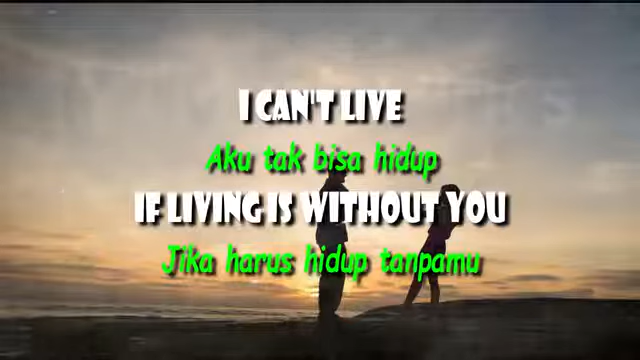 I CAN'T LIVE
Aku tak bisa hidup
IF LIVING IS WITHOUT YOU
Jika harus hidup tanpamu